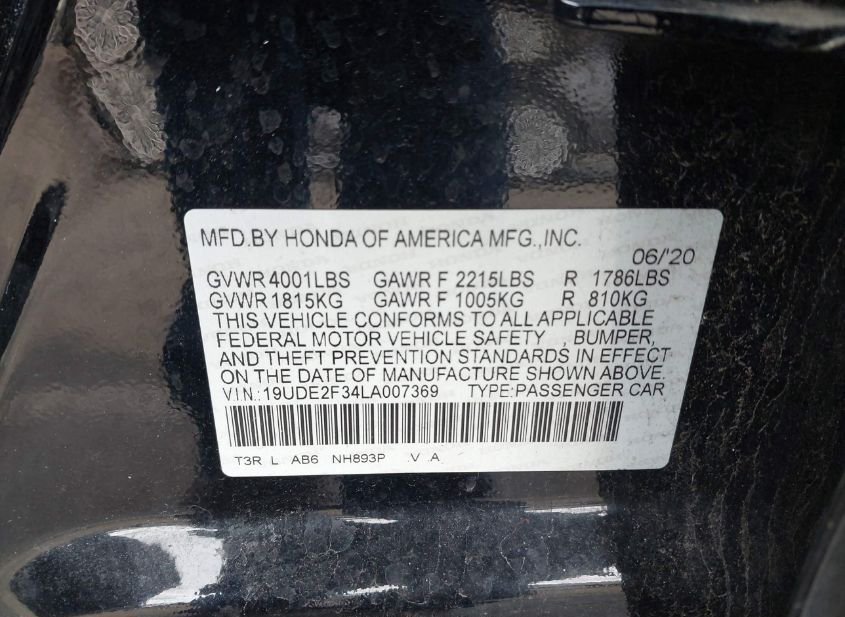 MFD.BY HONDA OF AMERICA MFG.,INC.
06/'20
GVWR 4001LBS GAWR F 2215LBS R 1786LBS
GVWR 1815KG GAWR F 1005KG R 810KG
THIS VEHICLE CONFORMS TO ALL APPLICABLE
FEDERAL MOTOR VEHICLE SAFETY , BUMPER,
AND THEFT PREVENTION STANDARDS IN EFFECT
ON THE DATE OF MANUFACTURE SHOWN ABOVE.
V.I.N.: 19UDE2F34LA007369 TYPE:PASSENGER CAR
T3R L AB6 NH893P .V .A